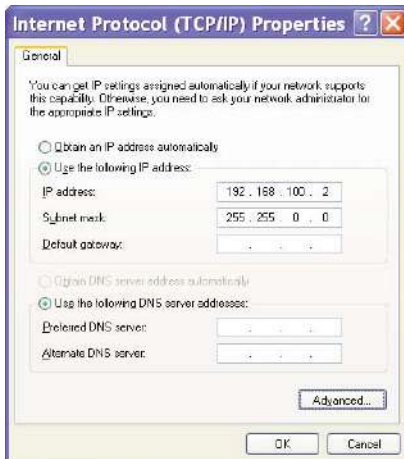 Internet Protocol (TCP/IP) Properties
General
You can get IP settings assigned automatically if your network supports
this capability. Otherwise, you need to ask your network administrator for
the appropriate IP settings.
Obtain an IP address automatically
Use the following IP address:
IP address: 192 . 168 . 100 . 2
Subnet mask: 255 . 255 . 0 . 0
Default gateway: . . .
Obtain DNS server address automatically
Use the following DNS server addresses:
Preferred DNS server: . . .
Alternate DNS server: . . .
Advanced...
OK Cancel